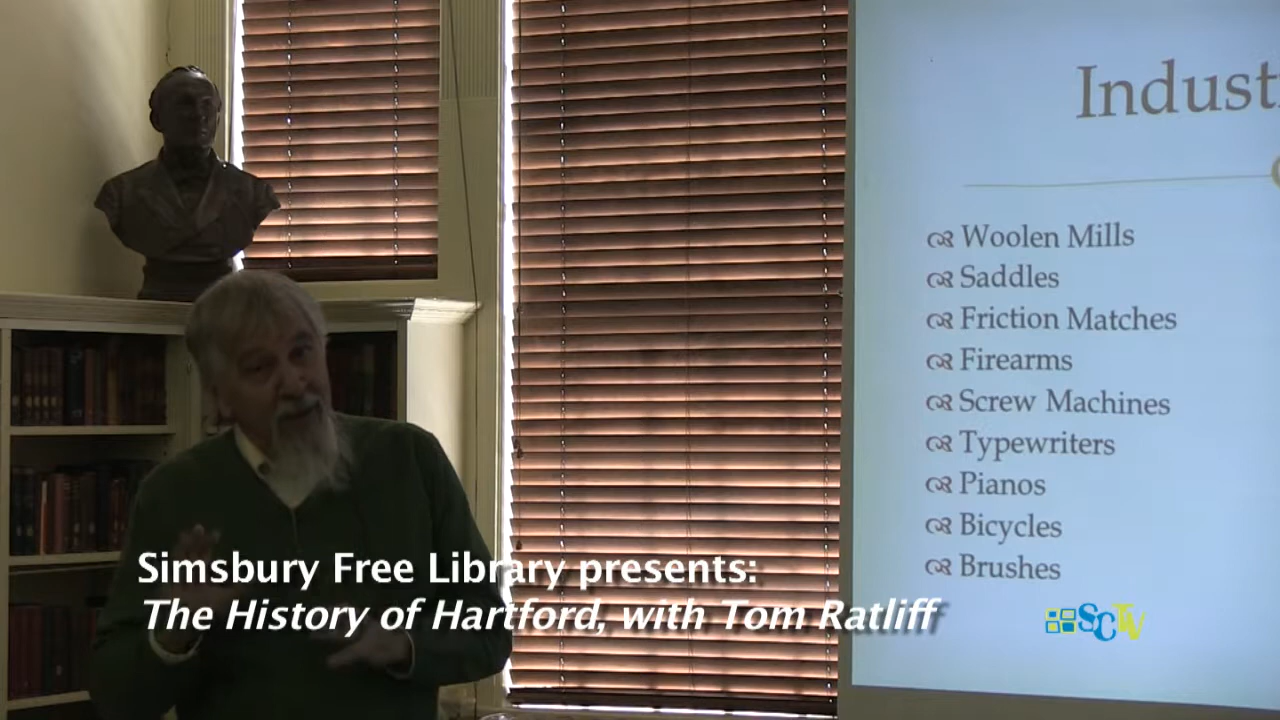 Indust
Woolen Mills
Saddles
Friction Matches
Firearms
Screw Machines
Typewriters
Pianos
Bicycles
Brushes
Simsbury Free Library presents:
The History of Hartford, with Tom Ratliff
SCTV